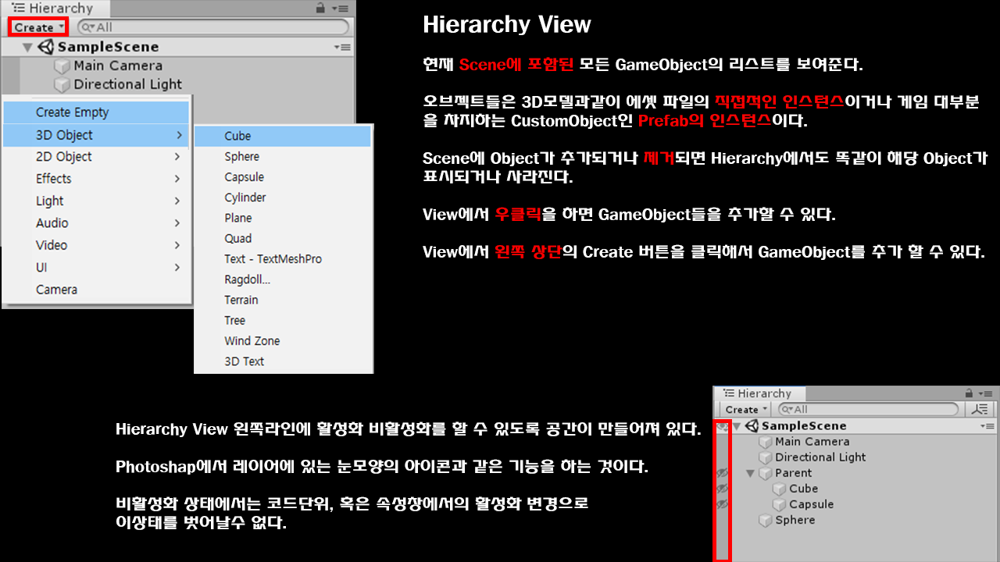 Hierarchy
Create
All
SampleScene
Main Camera
Directional Light
Create Empty
3D Object
2D Object
Effects
Light
Audio
Video
UI
Camera
Cube
Sphere
Capsule
Cylinder
Plane
Quad
Text - TextMeshPro
Ragdoll...
Terrain
Tree
Wind Zone
3D Text
Hierarchy View
현재 Scene에 포함된 모든 GameObject의 리스트를 보여준다.
오브젝트들은 3D모델과같이 에셋 파일의 직접적인 인스턴스이거나 게임 대부분
을 차지하는 CustomObject인 Prefab의 인스턴스이다.
Scene에 Object가 추가되거나 제거되면 Hierarchy에서도 똑같이 해당 Object가
표시되거나 사라진다.
View에서 우클릭을 하면 GameObject들을 추가할 수 있다.
View에서 왼쪽 상단의 Create 버튼을 클릭해서 GameObject를 추가 할 수 있다.
Hierarchy View 왼쪽라인에 활성화 비활성화를 할 수 있도록 공간이 만들어져 있다.
Photoshap에서 레이어에 있는 눈모양의 아이콘과 같은 기능을 하는 것이다.
비활성화 상태에서는 코드단위, 혹은 속성창에서의 활성화 변경으로
이상태를 벗어날수 없다.
Hierarchy
Create
All
SampleScene
Main Camera
Directional Light
Parent
Cube
Capsule
Sphere